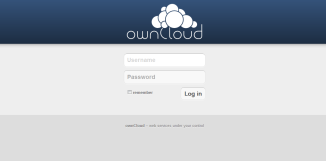 ownCloud
Username
Password
remember
Log in
ownCloud – web services under your control